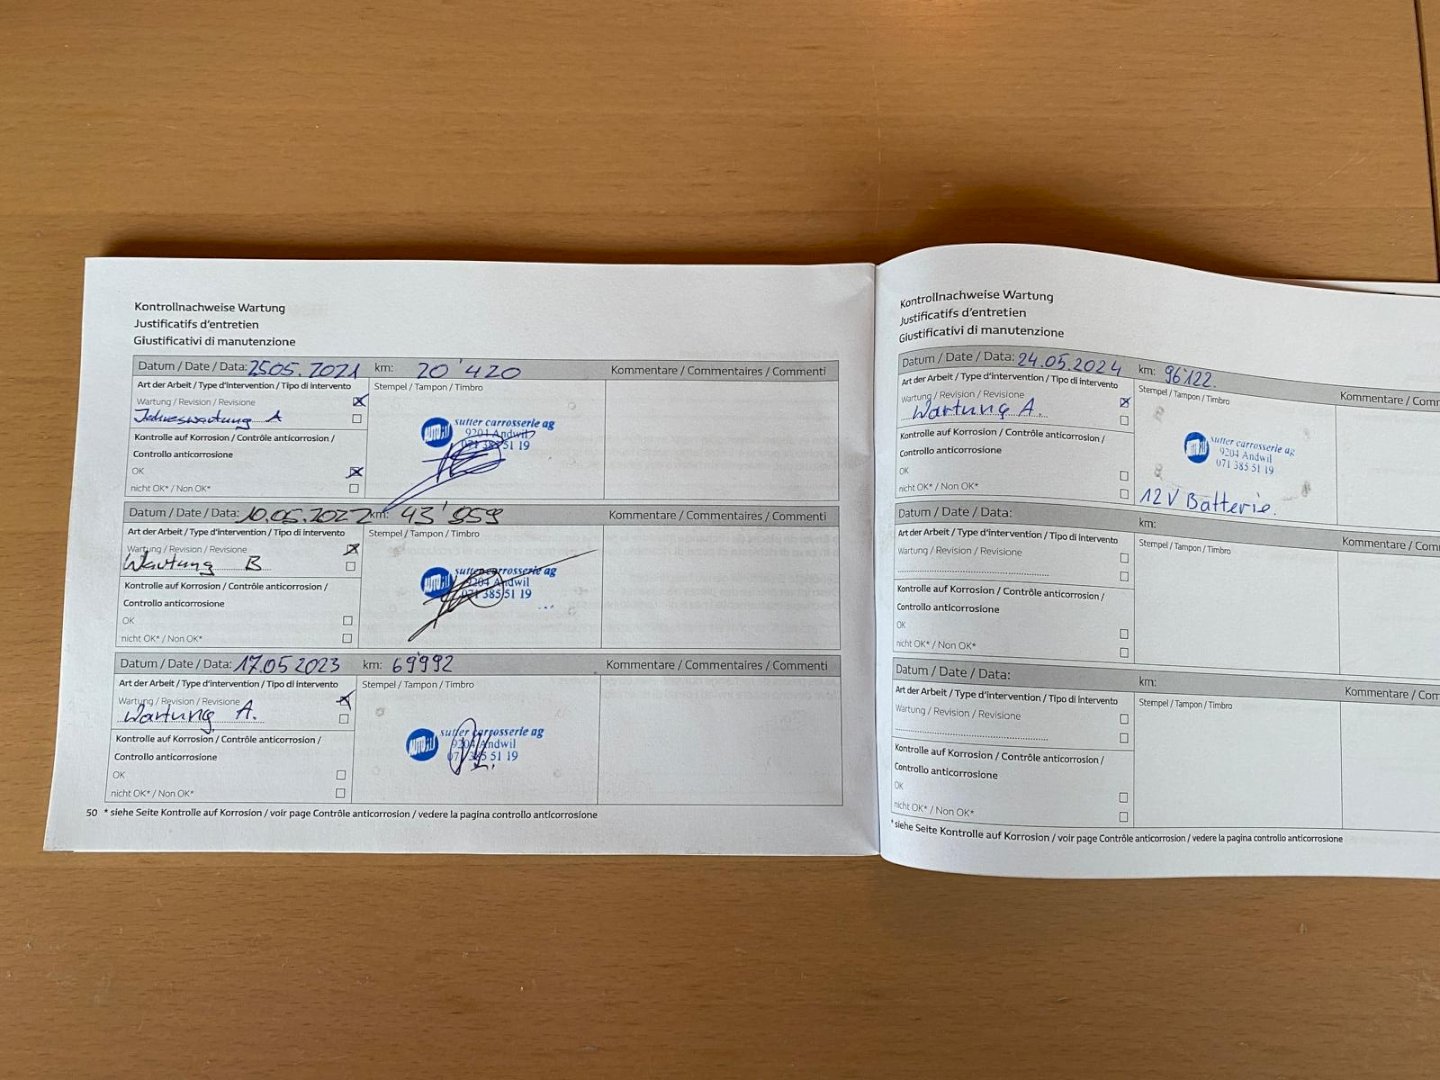 Kontrollnachweise Wartung
Justificatifs d'entretien
Giustificativi di manutenzione
Datum / Date / Data: 25.05.2021 km: 20'420 Kommentare / Commentaires / Commenti
Art der Arbeit / Type d'intervention / Tipo di intervento Stempel / Tampon / Timbro
Wartung / Revision / Revisione
Jahreswartung A
sutter carrosserie ag
9204 Andwil
071 385 51 19
Kontrolle auf Korrosion / Contrôle anticorrosion /
Controllo anticorrosione
OK
nicht OK* / Non OK*
Datum / Date / Data: 10.05.2022 km: 43'959 Kommentare / Commentaires / Commenti
Art der Arbeit / Type d'intervention / Tipo di intervento Stempel / Tampon / Timbro
Wartung / Revision / Revisione
Wartung B
sutter carrosserie ag
9204 Andwil
071 385 51 19
Kontrolle auf Korrosion / Contrôle anticorrosion /
Controllo anticorrosione
OK
nicht OK* / Non OK*
Datum / Date / Data: 17.05 2023 km: 69'992 Kommentare / Commentaires / Commenti
Art der Arbeit / Type d'intervention / Tipo di intervento Stempel / Tampon / Timbro
Wartung / Revision / Revisione
Wartung A.
sutter carrosserie ag
9204 Andwil
071 385 51 19
Kontrolle auf Korrosion / Contrôle anticorrosion /
Controllo anticorrosione
OK
nicht OK* / Non OK*
50 * siehe Seite Kontrolle auf Korrosion / voir page Contrôle anticorrosion / vedere la pagina controllo anticorrosione
Kontrollnachweise Wartung
Justificatifs d'entretien
Giustificativi di manutenzione
Datum / Date / Data: 24.05.2024 km: 96'122. Kommentare / Com
Art der Arbeit / Type d'intervention / Tipo di intervento Stempel / Tampon / Timbro
Wartung / Revision / Revisione
Wartung A.
sutter carrosserie ag
9204 Andwil
071 385 51 19
Kontrolle auf Korrosion / Contrôle anticorrosion /
Controllo anticorrosione
OK
nicht OK* / Non OK*
12V Batterie.
Datum / Date / Data: km: Kommentare / Com
Art der Arbeit / Type d'intervention / Tipo di intervento Stempel / Tampon / Timbro
Wartung / Revision / Revisione
Kontrolle auf Korrosion / Contrôle anticorrosion /
Controllo anticorrosione
OK
nicht OK* / Non OK*
Datum / Date / Data: km: Kommentare / Com
Art der Arbeit / Type d'intervention / Tipo di intervento Stempel / Tampon / Timbro
Wartung / Revision / Revisione
Kontrolle auf Korrosion / Contrôle anticorrosion /
Controllo anticorrosione
OK
nicht OK* / Non OK*
* siehe Seite Kontrolle auf Korrosion / voir page Contrôle anticorrosion / vedere la pagina controllo anticorrosione